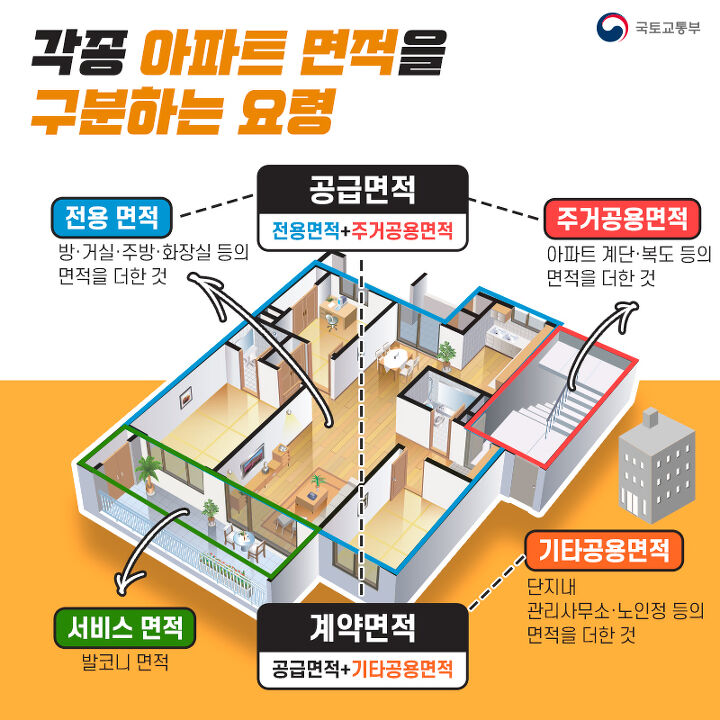 국토교통부
각종 아파트 면적을
구분하는 요령
공급면적
전용면적+주거공용면적
전용 면적
방·거실·주방·화장실 등의
면적을 더한 것
주거공용면적
아파트 계단·복도 등의
면적을 더한 것
기타공용면적
단지내
관리사무소·노인정 등의
면적을 더한 것
서비스 면적
발코니 면적
계약면적
공급면적+기타공용면적